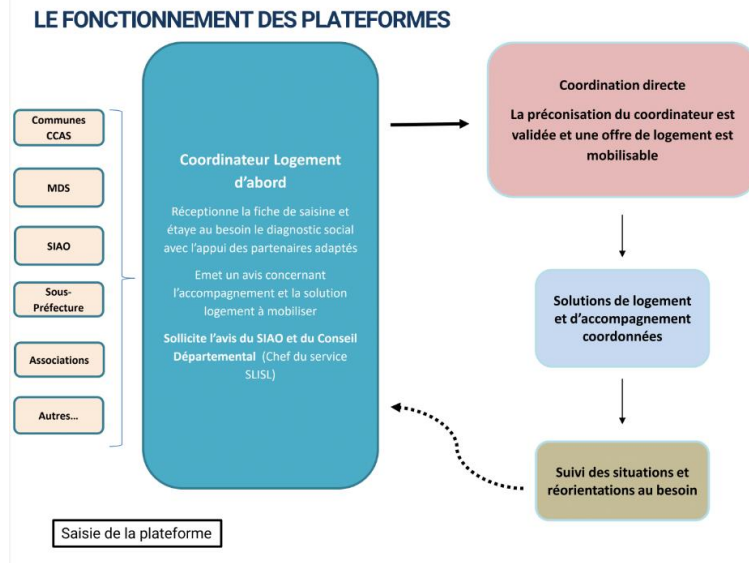 LE FONCTIONNEMENT DES PLATEFORMES
Communes
CCAS
MDS
SIAO
Sous-
Préfecture
Associations
Autres...
Coordinateur Logement
d'abord
Réceptionne la fiche de saisine et
étaye au besoin le diagnostic social
avec l'appui des partenaires adaptés
Emet un avis concernant
l'accompagnement et la solution
logement à mobiliser
Sollicite l'avis du SIAO et du Conseil
Départemental (Chef du service
SLISL)
Coordination directe
La préconisation du coordinateur est
validée et une offre de logement est
mobilisable
Solutions de logement
et d'accompagnement
coordonnées
Suivi des situations et
réorientations au besoin
Saisie de la plateforme